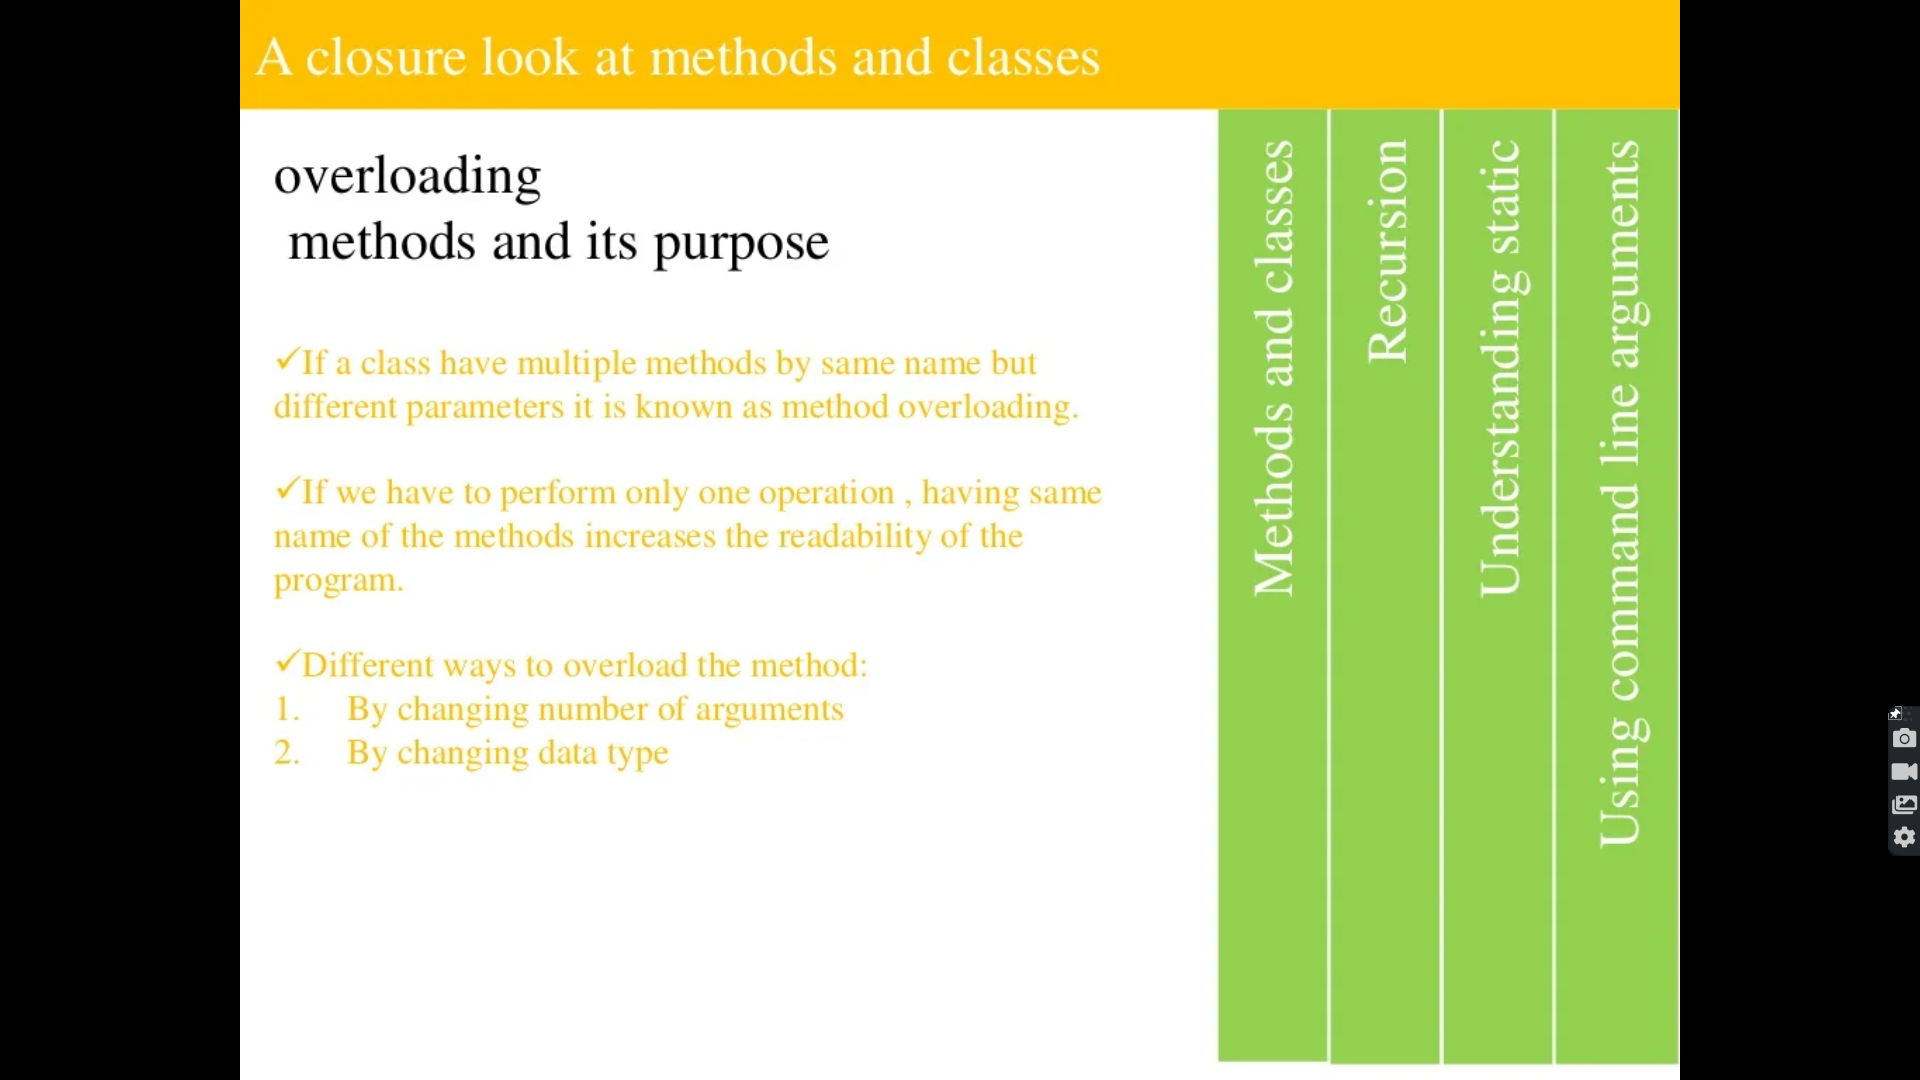 A closure look at methods and classes
overloading
methods and its purpose
✓If a class have multiple methods by same name but
different parameters it is known as method overloading.
✓If we have to perform only one operation , having same
name of the methods increases the readability of the
program.
✓Different ways to overload the method:
1. By changing number of arguments
2. By changing data type
Methods and classes
Recursion
Understanding static
Using command line arguments